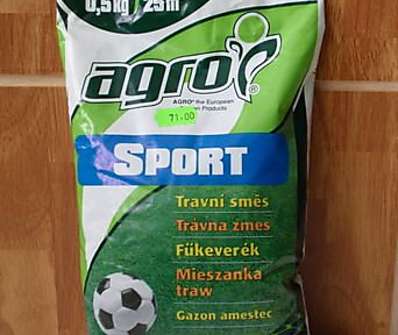 0,5kg / 25m
agro
AGRO® the European
Products
71.00
SPORT
Travní směs
Trávna zmes
Fűkeverék
Mieszanka
traw
Gazon amestec